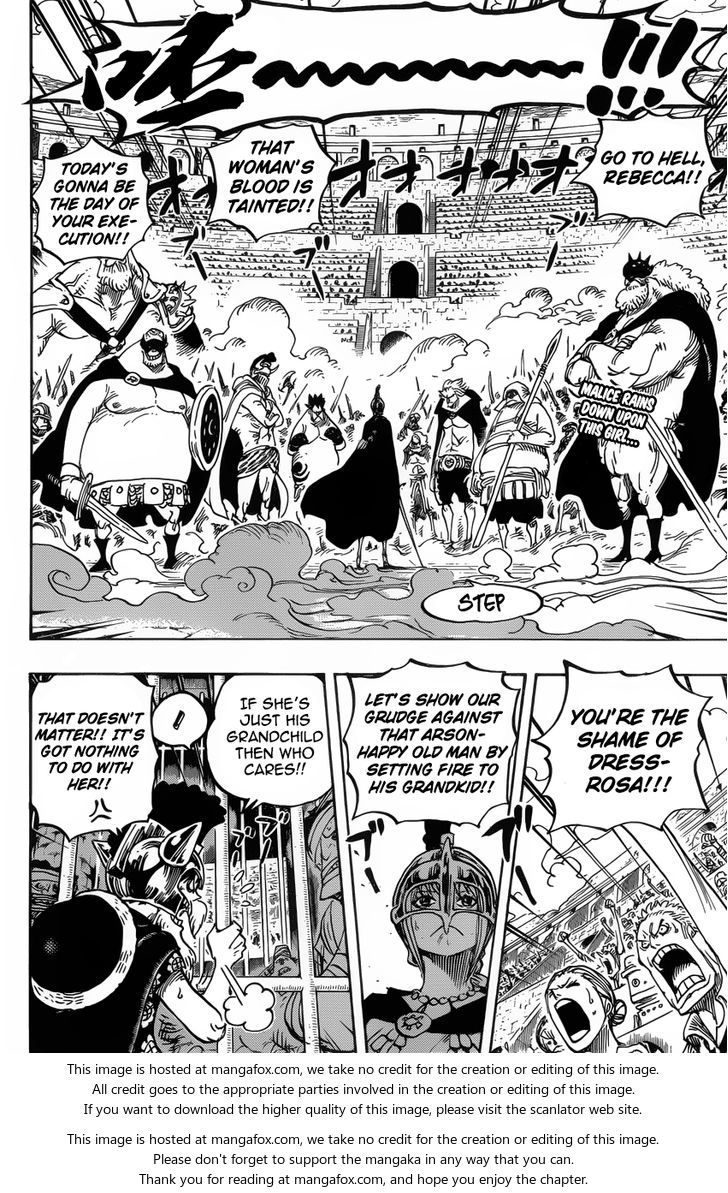 GO TO HELL,
REBECCA!!
THAT
WOMAN'S
BLOOD IS
TAINTED!!
TODAY'S
GONNA BE
THE DAY OF
YOUR EXE-
CUTION!!
MALICE RAINS
DOWN UPON
THIS GIRL...
STEP
YOU'RE THE
SHAME OF
DRESS-
ROSA!!!
LET'S SHOW OUR
GRUDGE AGAINST
THAT ARSON-
HAPPY OLD MAN BY
SETTING FIRE TO
HIS GRANDKID!!
IF SHE'S
JUST HIS
GRANDCHILD
THEN WHO
CARES!!
!
THAT DOESN'T
MATTER!! IT'S
GOT NOTHING
TO DO WITH
HER!!
This image is hosted at mangafox.com, we take no credit for the creation or editing of this image.
All credit goes to the appropriate parties involved in the creation or editing of this image.
If you want to download the higher quality of this image, please visit the scanlator web site.
This image is hosted at mangafox.com, we take no credit for the creation or editing of this image.
Please don't forget to support the mangaka in any way that you can.
Thank you for reading at mangafox.com, and hope you enjoy the chapter.